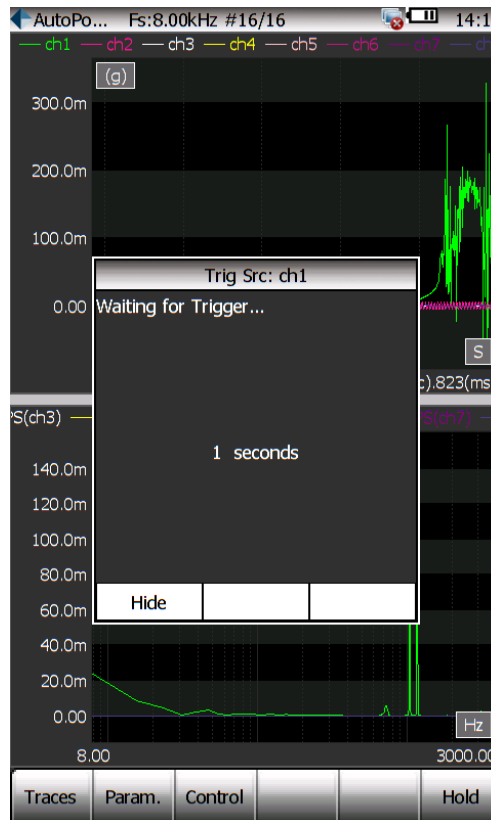 AutoPo... Fs:8.00kHz #16/16 14:1
ch1 ch2 ch3 ch4 ch5 ch6 ch7 ch
(g)
300.0m
200.0m
100.0m
Trig Src: ch1
0.00 Waiting for Trigger...
S
c).823(ms
S(ch3) S(ch7)
1 seconds
140.0m
120.0m
100.0m
80.0m
Hide
60.0m
40.0m
20.0m
0.00 Hz
8.00 3000.00
Traces Param. Control Hold